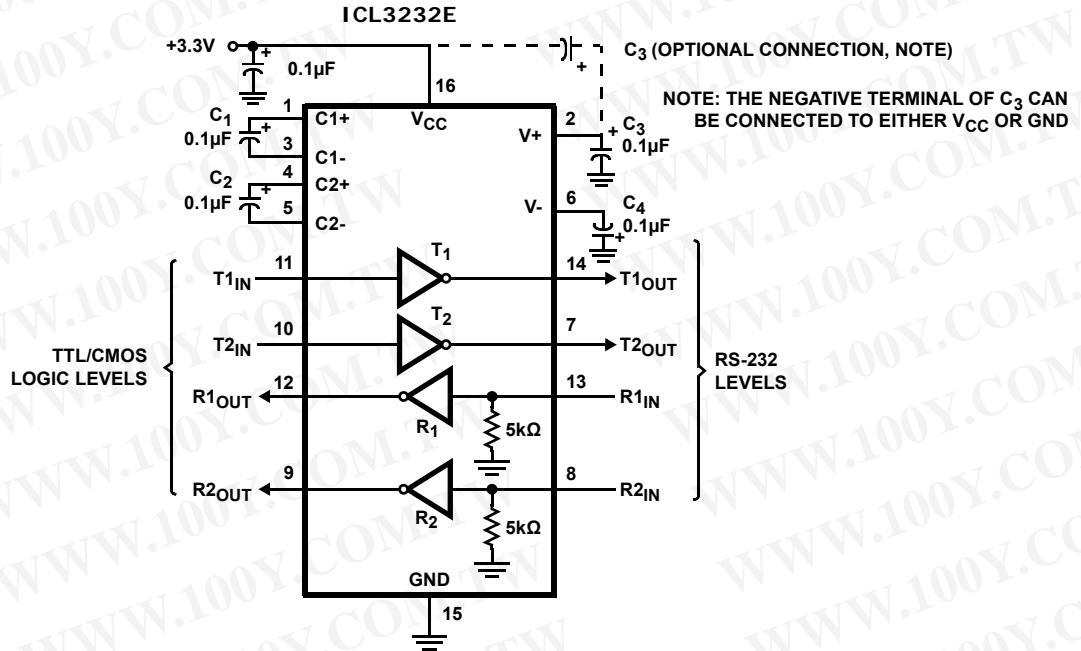 ICL3232E
+3.3V
+
0.1µF
16
VCC
+
C3 (OPTIONAL CONNECTION, NOTE)
NOTE: THE NEGATIVE TERMINAL OF C3 CAN
BE CONNECTED TO EITHER VCC OR GND
C1
0.1µF
+
1
C1+
3
C1-
C2
0.1µF
+
4
C2+
5
C2-
V+
2
+
C3
0.1µF
V-
6
C4
0.1µF
+
T1IN
11
T1
14
T1OUT
T2IN
10
T2
7
T2OUT
TTL/CMOS
LOGIC LEVELS
RS-232
LEVELS
R1OUT
12
R1
13
R1IN
5kΩ
R2OUT
9
R2
8
R2IN
5kΩ
GND
15
WWW.100Y.COM.TW